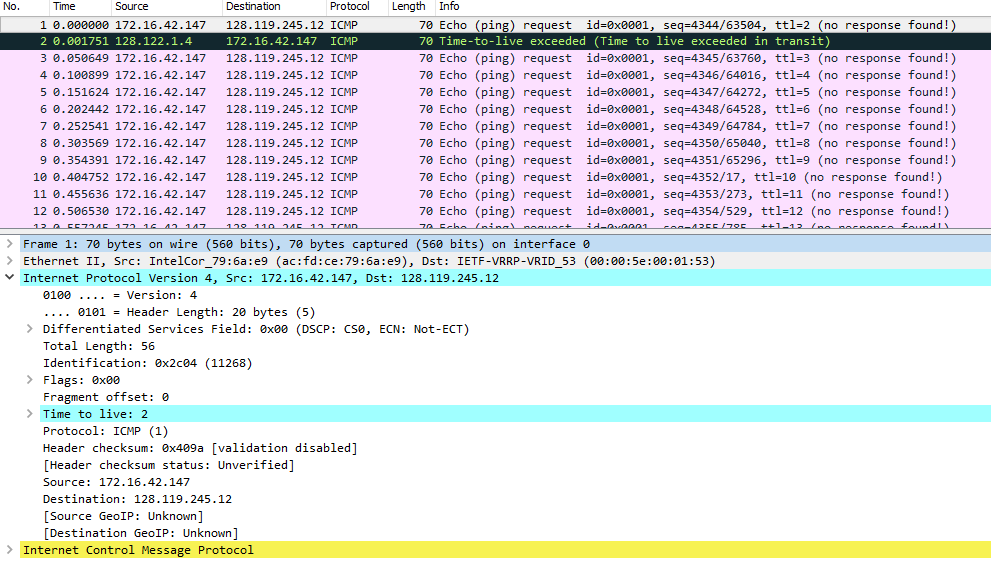 No. Time Source Destination Protocol Length Info
1 0.000000 172.16.42.147 128.119.245.12 ICMP 70 Echo (ping) request id=0x0001, seq=4344/63504, ttl=2 (no response found!)
2 0.001751 128.122.1.4 172.16.42.147 ICMP 70 Time-to-live exceeded (Time to live exceeded in transit)
3 0.050649 172.16.42.147 128.119.245.12 ICMP 70 Echo (ping) request id=0x0001, seq=4345/63760, ttl=3 (no response found!)
4 0.100899 172.16.42.147 128.119.245.12 ICMP 70 Echo (ping) request id=0x0001, seq=4346/64016, ttl=4 (no response found!)
5 0.151624 172.16.42.147 128.119.245.12 ICMP 70 Echo (ping) request id=0x0001, seq=4347/64272, ttl=5 (no response found!)
6 0.202442 172.16.42.147 128.119.245.12 ICMP 70 Echo (ping) request id=0x0001, seq=4348/64528, ttl=6 (no response found!)
7 0.252541 172.16.42.147 128.119.245.12 ICMP 70 Echo (ping) request id=0x0001, seq=4349/64784, ttl=7 (no response found!)
8 0.303569 172.16.42.147 128.119.245.12 ICMP 70 Echo (ping) request id=0x0001, seq=4350/65040, ttl=8 (no response found!)
9 0.354391 172.16.42.147 128.119.245.12 ICMP 70 Echo (ping) request id=0x0001, seq=4351/65296, ttl=9 (no response found!)
10 0.404752 172.16.42.147 128.119.245.12 ICMP 70 Echo (ping) request id=0x0001, seq=4352/17, ttl=10 (no response found!)
11 0.455636 172.16.42.147 128.119.245.12 ICMP 70 Echo (ping) request id=0x0001, seq=4353/273, ttl=11 (no response found!)
12 0.506530 172.16.42.147 128.119.245.12 ICMP 70 Echo (ping) request id=0x0001, seq=4354/529, ttl=12 (no response found!)
13 0.557245 172.16.42.147 128.119.245.12 ICMP 70 Echo (ping) request id=0x0001, seq=4355/785, ttl=13 (no response found!)
Frame 1: 70 bytes on wire (560 bits), 70 bytes captured (560 bits) on interface 0
Ethernet II, Src: IntelCor_79:6a:e9 (ac:fd:ce:79:6a:e9), Dst: IETF-VRRP-VRID_53 (00:00:5e:00:01:53)
Internet Protocol Version 4, Src: 172.16.42.147, Dst: 128.119.245.12
0100 .... = Version: 4
.... 0101 = Header Length: 20 bytes (5)
Differentiated Services Field: 0x00 (DSCP: CS0, ECN: Not-ECT)
Total Length: 56
Identification: 0x2c04 (11268)
Flags: 0x00
Fragment offset: 0
Time to live: 2
Protocol: ICMP (1)
Header checksum: 0x409a [validation disabled]
[Header checksum status: Unverified]
Source: 172.16.42.147
Destination: 128.119.245.12
[Source GeoIP: Unknown]
[Destination GeoIP: Unknown]
Internet Control Message Protocol